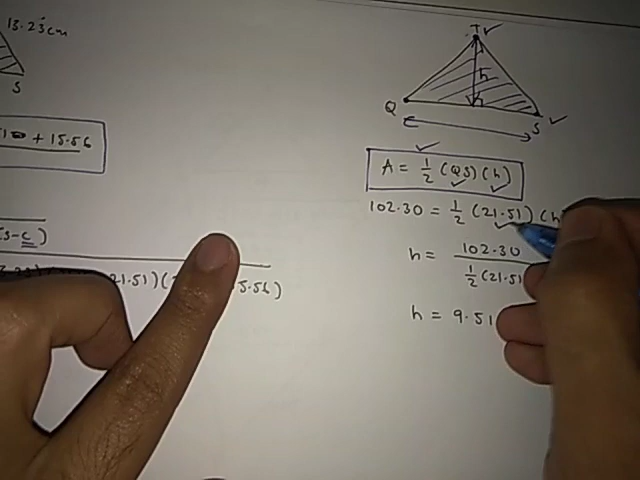 13.23cm
S
+ 15.56
(s-c)
21.51)(
5.56)
T
h
Q
S
A = 1/2 (QS)(h)
102.30 = 1/2 (21.51)(h
h = 102.30 / 1/2 (21.51
h = 9.51